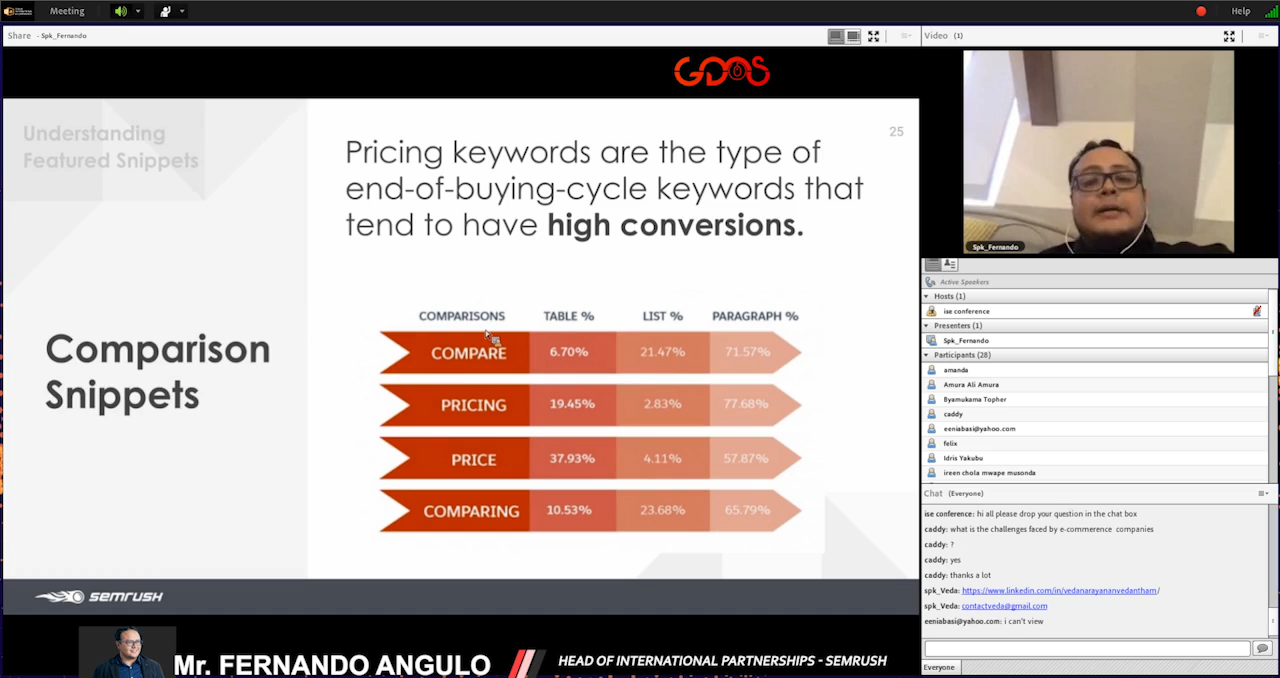 Meeting
Help
Share - Spk_Fernando
Video (1)
GDOS
25
Understanding
Featured Snippets
Pricing keywords are the type of
end-of-buying-cycle keywords that
tend to have high conversions.
Comparison
Snippets
COMPARISONS TABLE % LIST % PARAGRAPH %
COMPARE 6.70% 21.47% 71.57%
PRICING 19.45% 2.83% 77.68%
PRICE 37.93% 4.11% 57.87%
COMPARING 10.53% 23.68% 65.79%
SEMRUSH
Mr. FERNANDO ANGULO
HEAD OF INTERNATIONAL PARTNERSHIPS - SEMRUSH
Spk_Fernando
Active Speakers
Hosts (1)
ise conference
Presenters (1)
Spk_Fernando
Participants (28)
amanda
Amura Ali Amura
Byamukama Topher
caddy
eeniabasi@yahoo.com
felix
Idris Yakubu
ireen chola mwape musonda
Chat (Everyone)
ise conference: hi all please drop your question in the chat box
caddy: what is the challenges faced by e-commerence companies
caddy: ?
caddy: yes
caddy: thanks a lot
spk_Veda: https://www.linkedin.com/in/vedanarayananvedantham/
spk_Veda: contactveda@gmail.com
eeniabasi@yahoo.com: i can't view
Everyone